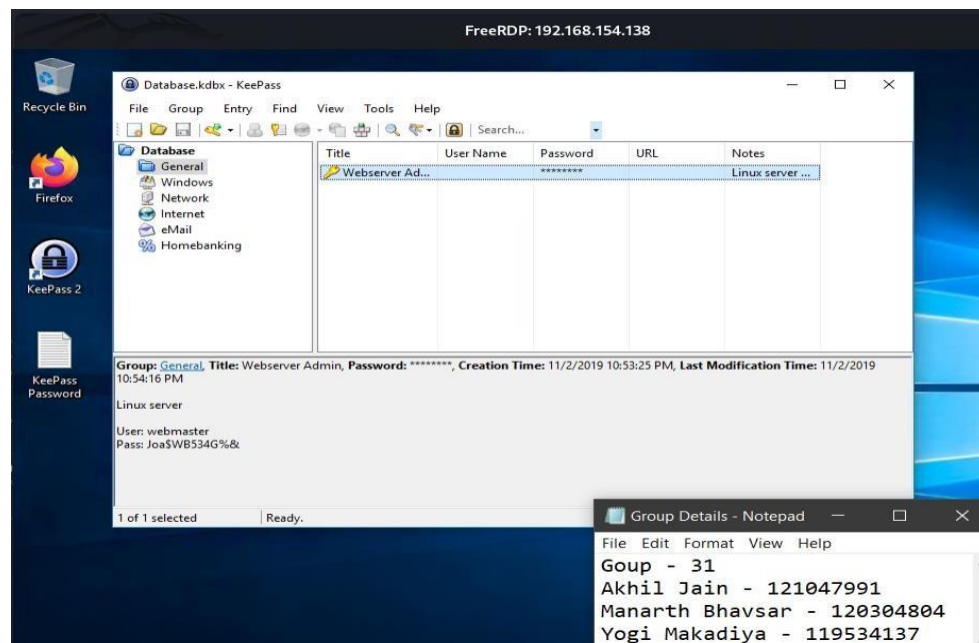 FreeRDP: 192.168.154.138
Recycle Bin
Firefox
KeePass 2
KeePass
Password
Database.kdbx - KeePass
File Group Entry Find View Tools Help
Search...
Database
General
Windows
Network
Internet
eMail
Homebanking
Title User Name Password URL Notes
Webserver Ad... ******** Linux server ...
Group: General, Title: Webserver Admin, Password: ********, Creation Time: 11/2/2019 10:53:25 PM, Last Modification Time: 11/2/2019
10:54:16 PM
Linux server
User: webmaster
Pass: Joa$WB534G%&
1 of 1 selected Ready.
Group Details - Notepad
File Edit Format View Help
Goup - 31
Akhil Jain - 121047991
Manarth Bhavsar - 120304804
Yogi Makadiya - 119534137